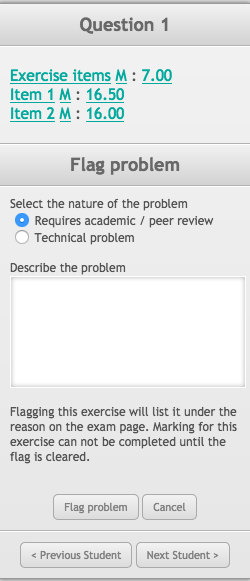 Question 1
Exercise items M : 7.00
Item 1 M : 16.50
Item 2 M : 16.00
Flag problem
Select the nature of the problem
Requires academic / peer review
Technical problem
Describe the problem
Flagging this exercise will list it under the
reason on the exam page. Marking for this
exercise can not be completed until the
flag is cleared.
Flag problem Cancel
< Previous Student Next Student >